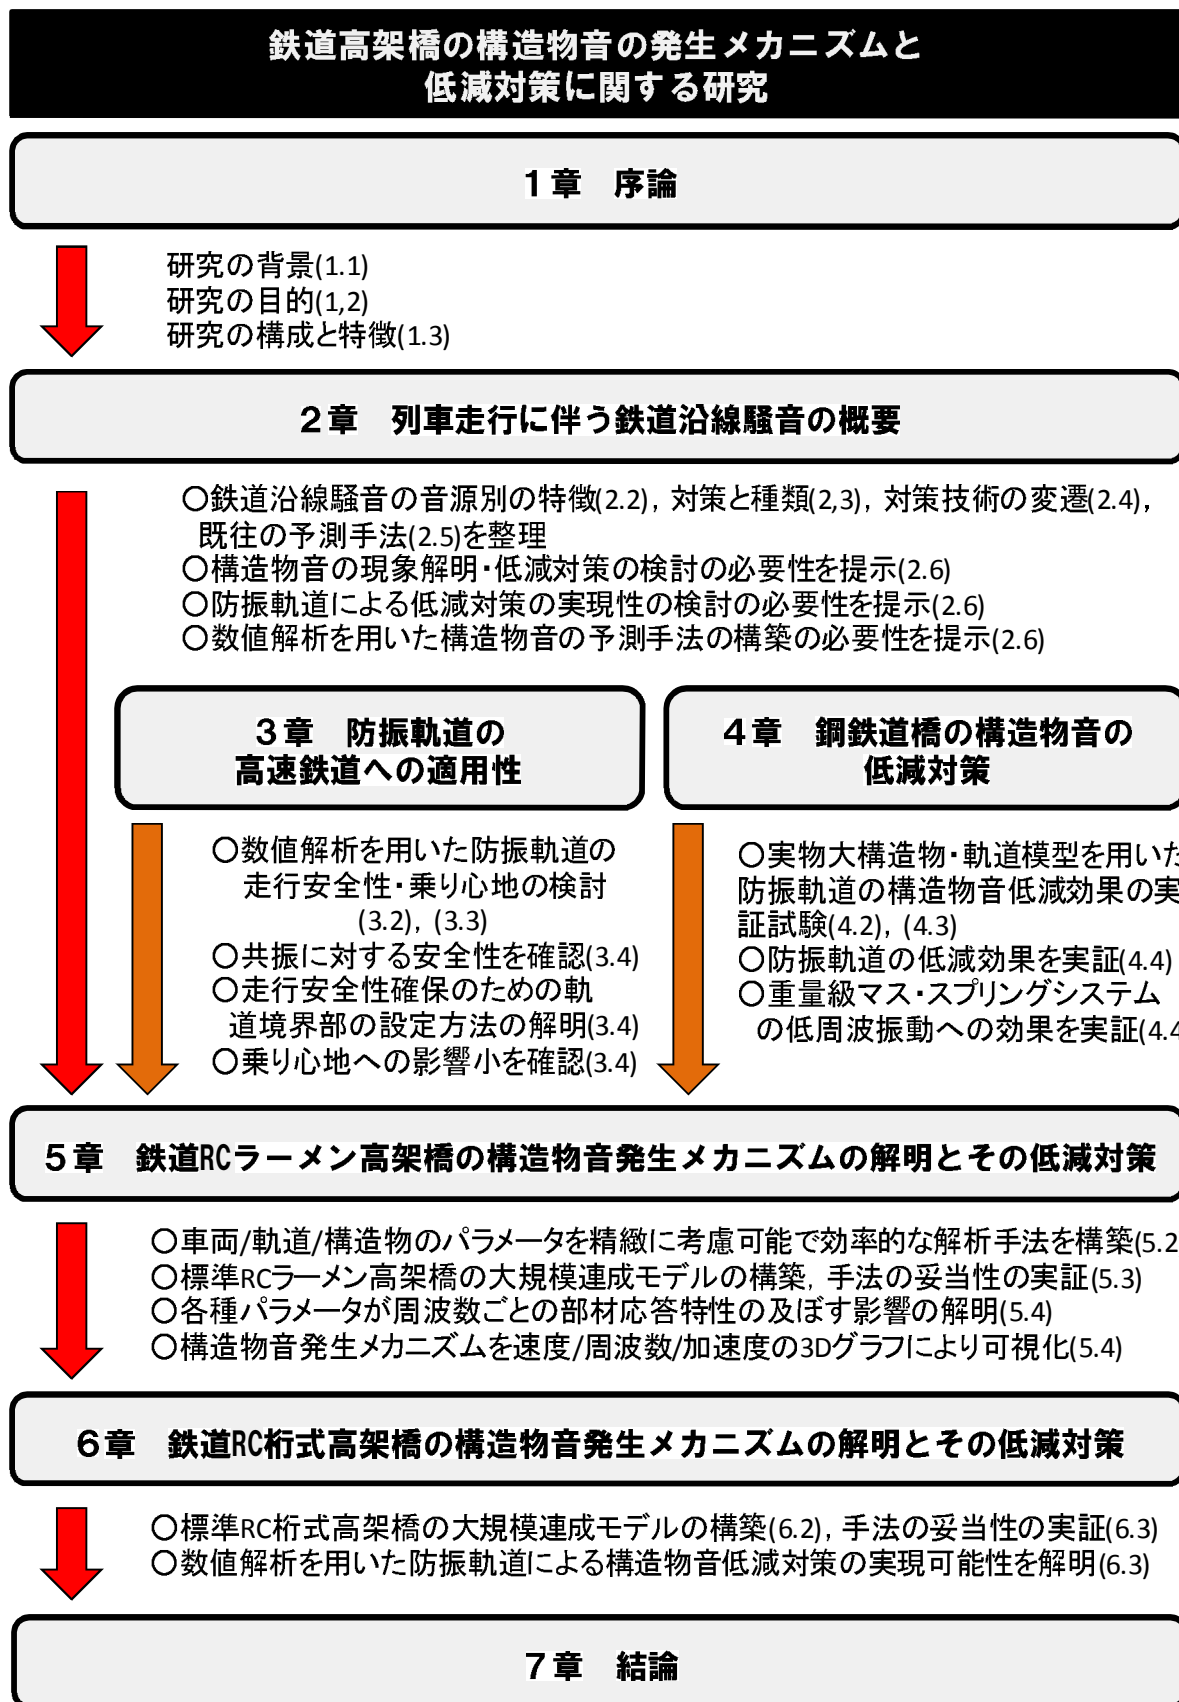 鉄道高架橋の構造物音の発生メカニズムと
低減対策に関する研究
1章　序論
研究の背景(1.1)
研究の目的(1,2)
研究の構成と特徴(1.3)
2章　列車走行に伴う鉄道沿線騒音の概要
○鉄道沿線騒音の音源別の特徴(2.2)，対策と種類(2,3)，対策技術の変遷(2.4)，
既往の予測手法(2.5)を整理
○構造物音の現象解明・低減対策の検討の必要性を提示(2.6)
○防振軌道による低減対策の実現性の検討の必要性を提示(2.6)
○数値解析を用いた構造物音の予測手法の構築の必要性を提示(2.6)
3章　防振軌道の
高速鉄道への適用性
○数値解析を用いた防振軌道の
走行安全性・乗り心地の検討
(3.2)，(3.3)
○共振に対する安全性を確認(3.4)
○走行安全性確保のための軌
道境界部の設定方法の解明(3.4)
○乗り心地への影響小を確認(3.4)
4章　鋼鉄道橋の構造物音の
低減対策
○実物大構造物・軌道模型を用いた
防振軌道の構造物音低減効果の実
証試験(4.2)，(4.3)
○防振軌道の低減効果を実証(4.4)
○重量級マス・スプリングシステム
の低周波振動への効果を実証(4.4
5章　鉄道RCラーメン高架橋の構造物音発生メカニズムの解明とその低減対策
○車両/軌道/構造物のパラメータを精緻に考慮可能で効率的な解析手法を構築(5.2
○標準RCラーメン高架橋の大規模連成モデルの構築，手法の妥当性の実証(5.3)
○各種パラメータが周波数ごとの部材応答特性の及ぼす影響の解明(5.4)
○構造物音発生メカニズムを速度/周波数/加速度の3Dグラフにより可視化(5.4)
6章　鉄道RC桁式高架橋の構造物音発生メカニズムの解明とその低減対策
○標準RC桁式高架橋の大規模連成モデルの構築(6.2)，手法の妥当性の実証(6.3)
○数値解析を用いた防振軌道による構造物音低減対策の実現可能性を解明(6.3)
7章　結論